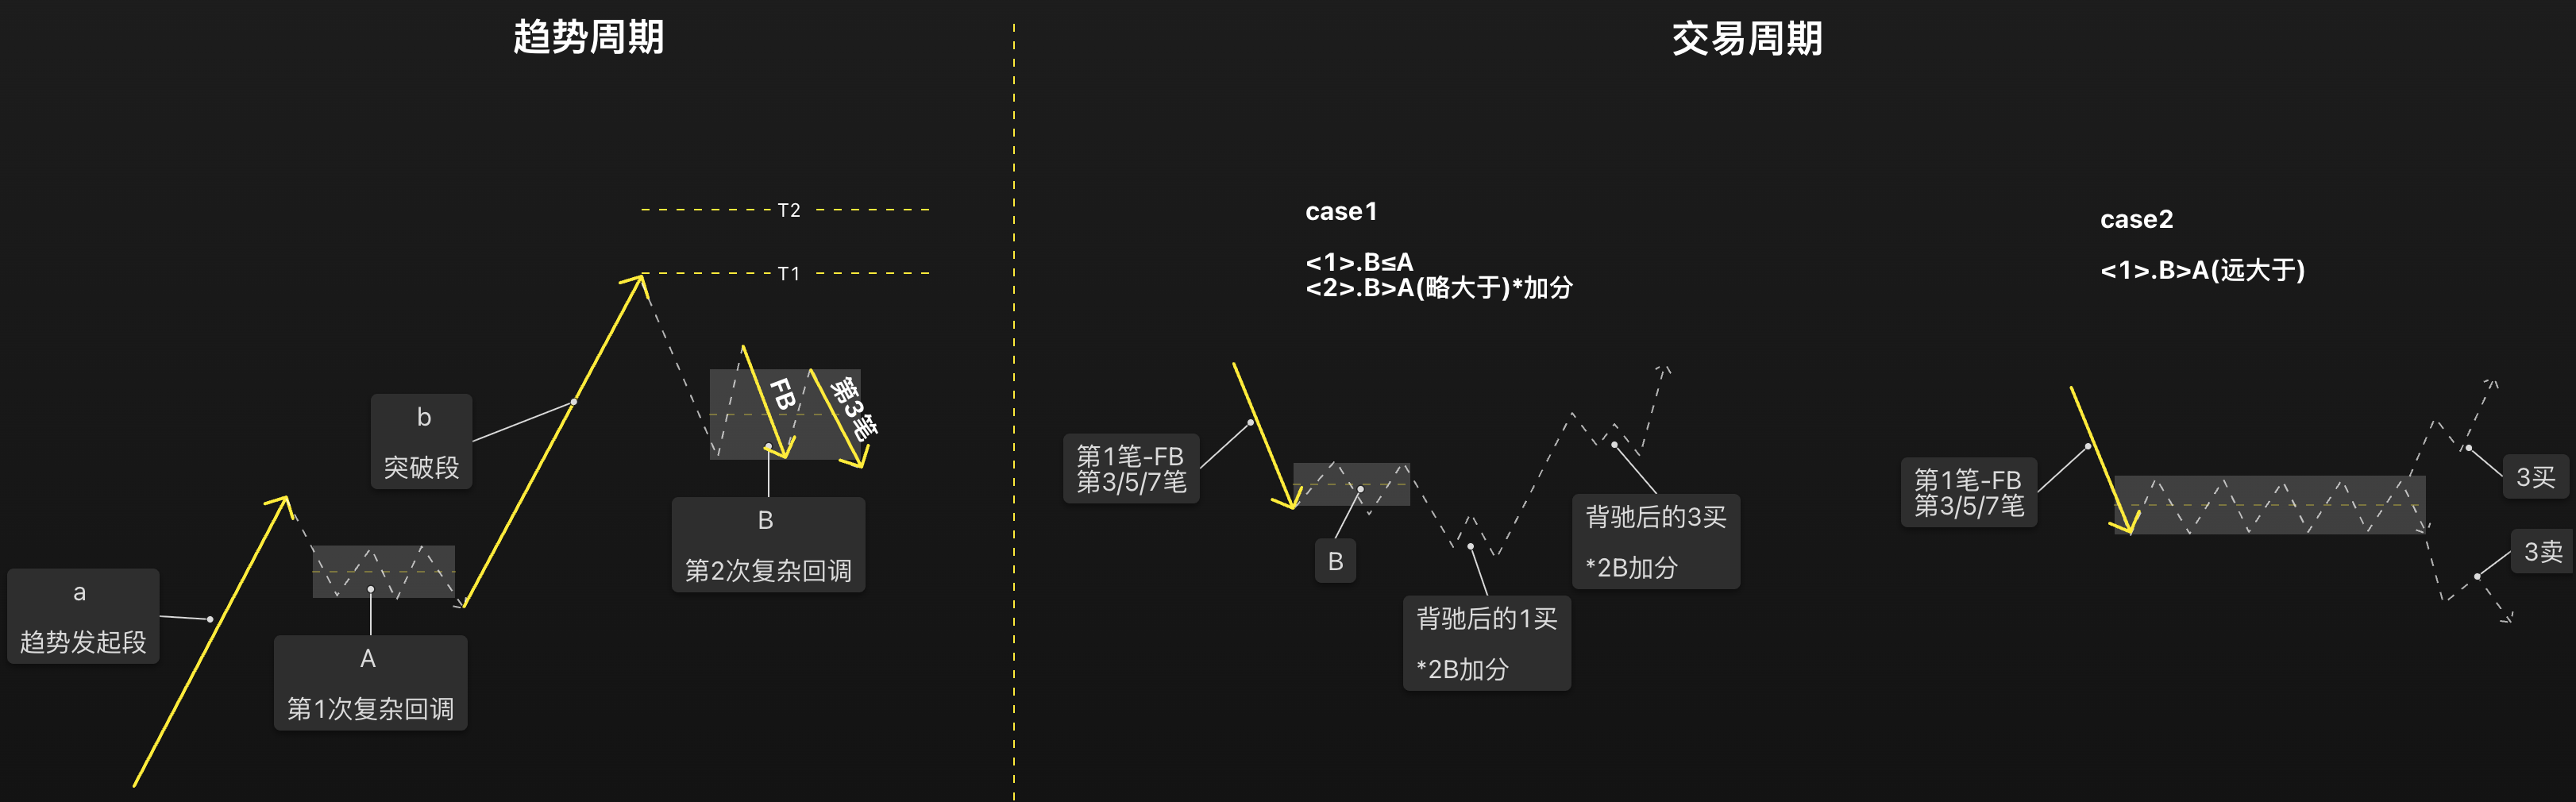 趋势周期
交易周期
T2
T1
b
突破段
FB
第3笔
a
趋势发起段
A
第1次复杂回调
B
第2次复杂回调
case1
<1>.B≤A
<2>.B>A(略大于)*加分
第1笔-FB
第3/5/7笔
B
背驰后的1买
*2B加分
背驰后的3买
*2B加分
case2
<1>.B>A(远大于)
第1笔-FB
第3/5/7笔
3买
3卖